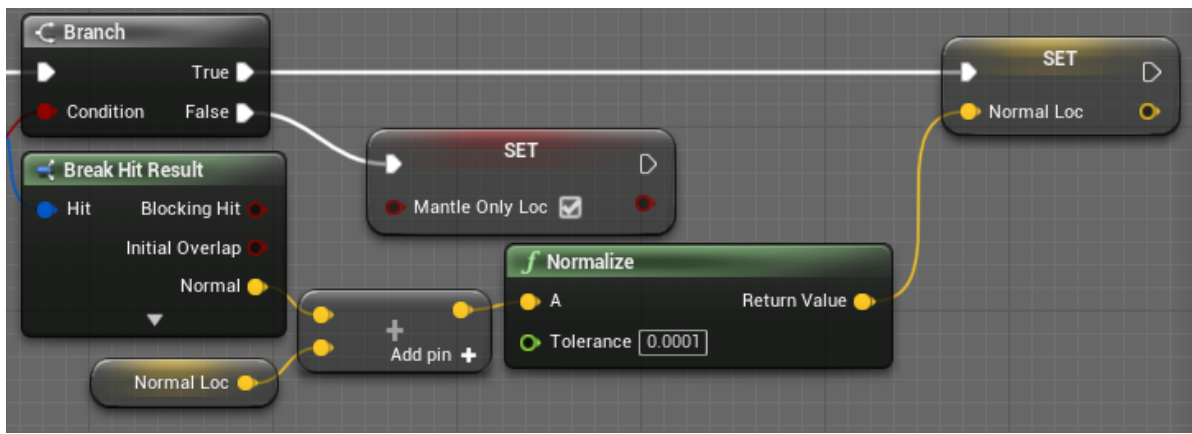 Branch
True
Condition
False
Break Hit Result
Hit
Blocking Hit
Initial Overlap
Normal
Normal Loc
SET
Mantle Only Loc
+
Add pin +
f Normalize
A
Return Value
Tolerance
0.0001
SET
Normal Loc